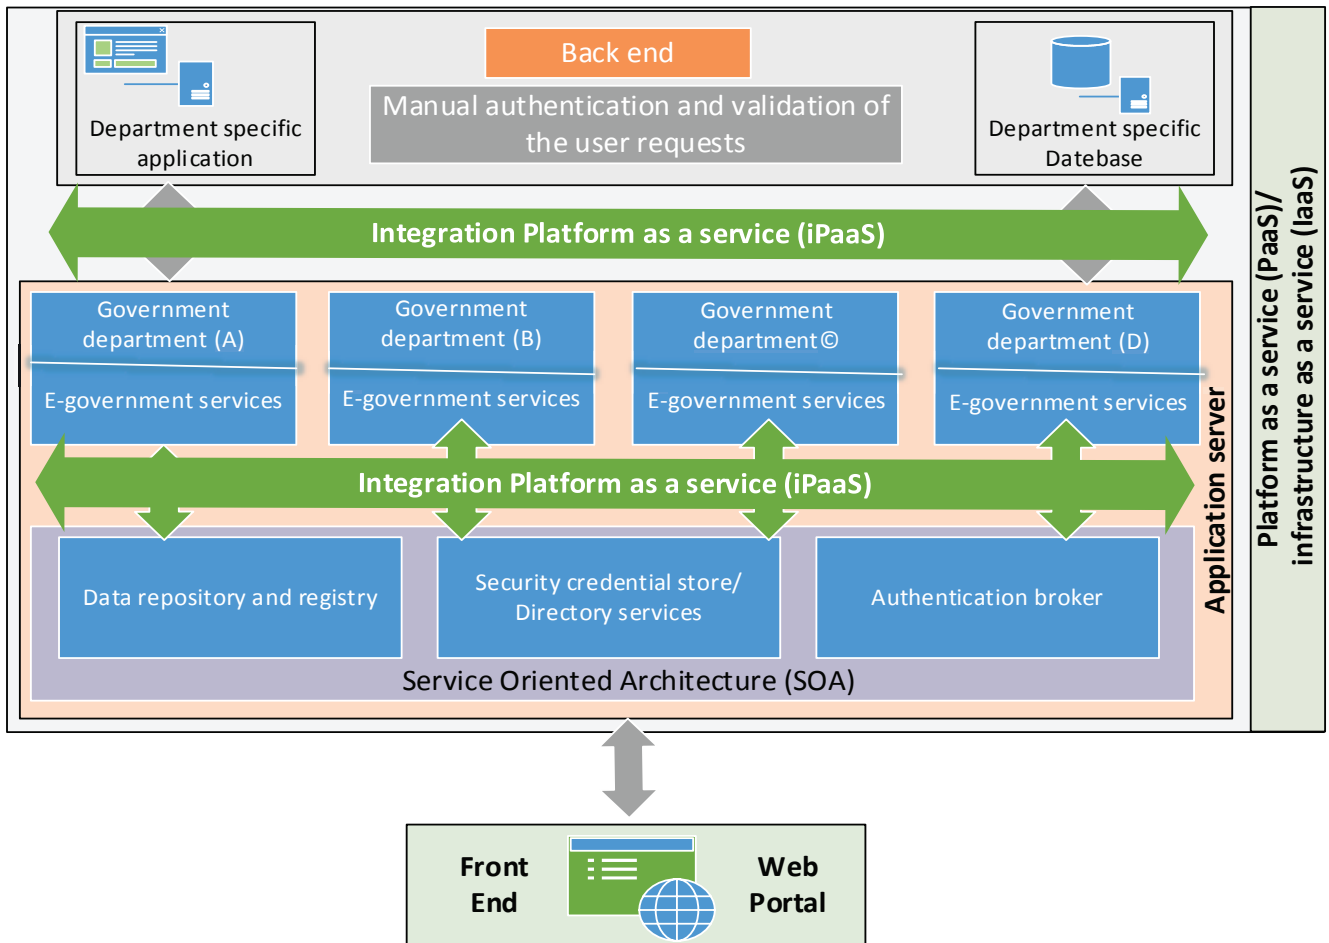 Back end
Manual authentication and validation of
the user requests
Department specific
application
Department specific
Datebase
Integration Platform as a service (iPaaS)
Government
department (A)
E-government services
Government
department (B)
E-government services
Government
department©
E-government services
Government
department (D)
E-government services
Integration Platform as a service (iPaaS)
Data repository and registry
Security credential store/
Directory services
Authentication broker
Service Oriented Architecture (SOA)
Application server
Platform as a service (PaaS)/
infrastructure as a service (IaaS)
Front
End
Web
Portal